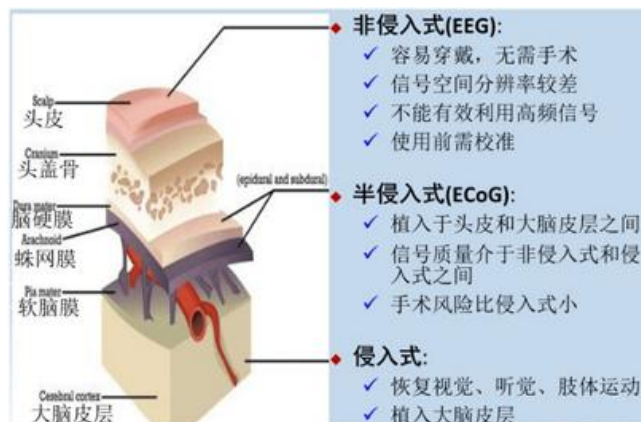 Scalp
头皮
Cranium
头盖骨
Dura mater
脑硬膜
Arachnoid
蛛网膜
Pia mater
软脑膜
Cerebral cortex
大脑皮层
(epidural and subdural)
非侵入式(EEG):
容易穿戴，无需手术
信号空间分辨率较差
不能有效利用高频信号
使用前需校准
半侵入式(ECoG):
植入于头皮和大脑皮层之间
信号质量介于非侵入式和侵
入式之间
手术风险比侵入式小
侵入式:
恢复视觉、听觉、肢体运动
植入大脑皮层